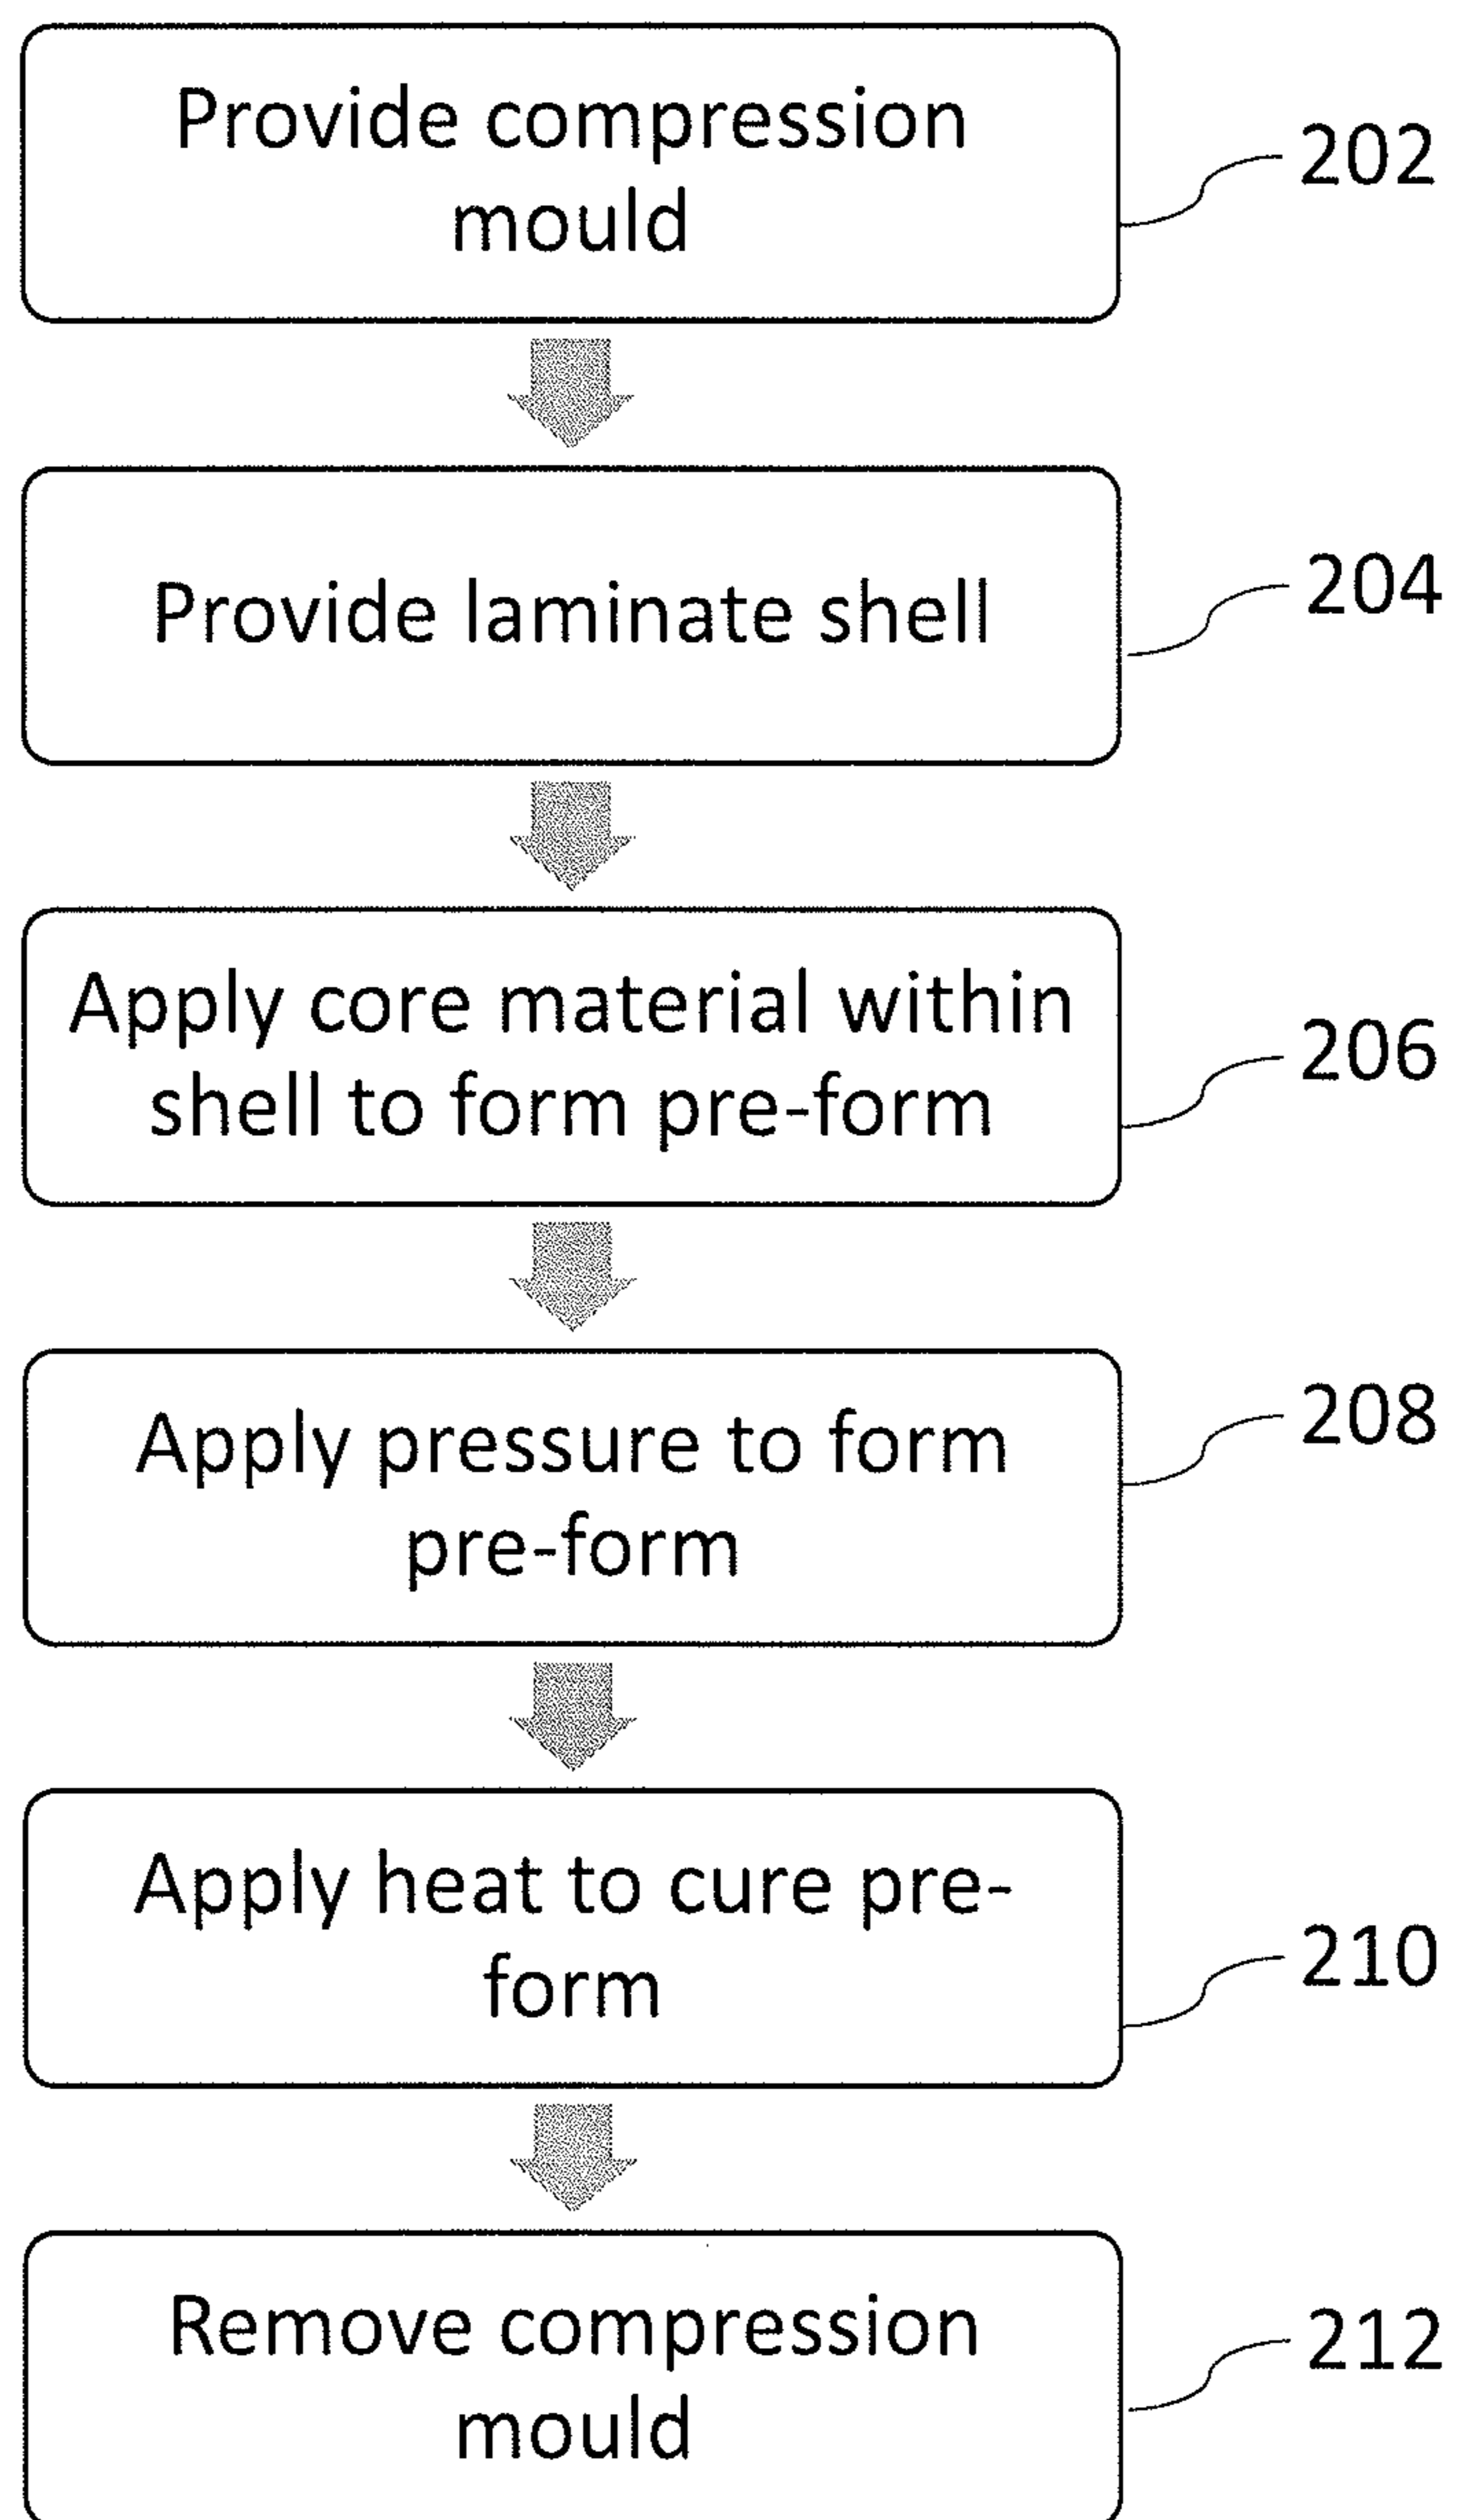 Provide compression
mould
202
Provide laminate shell
204
Apply core material within
shell to form pre-form
206
Apply pressure to form
pre-form
208
Apply heat to cure pre-
form
210
Remove compression
mould
212